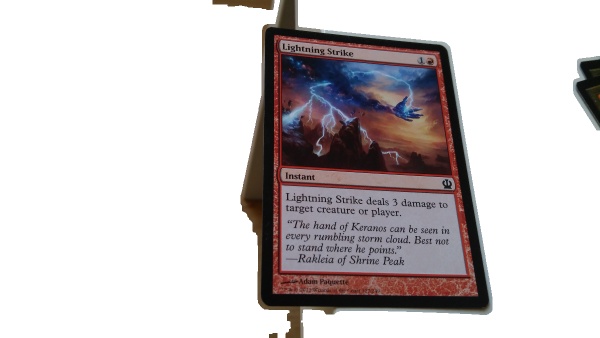 Lightning Strike
1
Instant
Lightning Strike deals 3 damage to
target creature or player.
"The hand of Keranos can be seen in
every rumbling storm cloud. Best not
to stand where he points."
—Rakleia of Shrine Peak
Adam Paquette